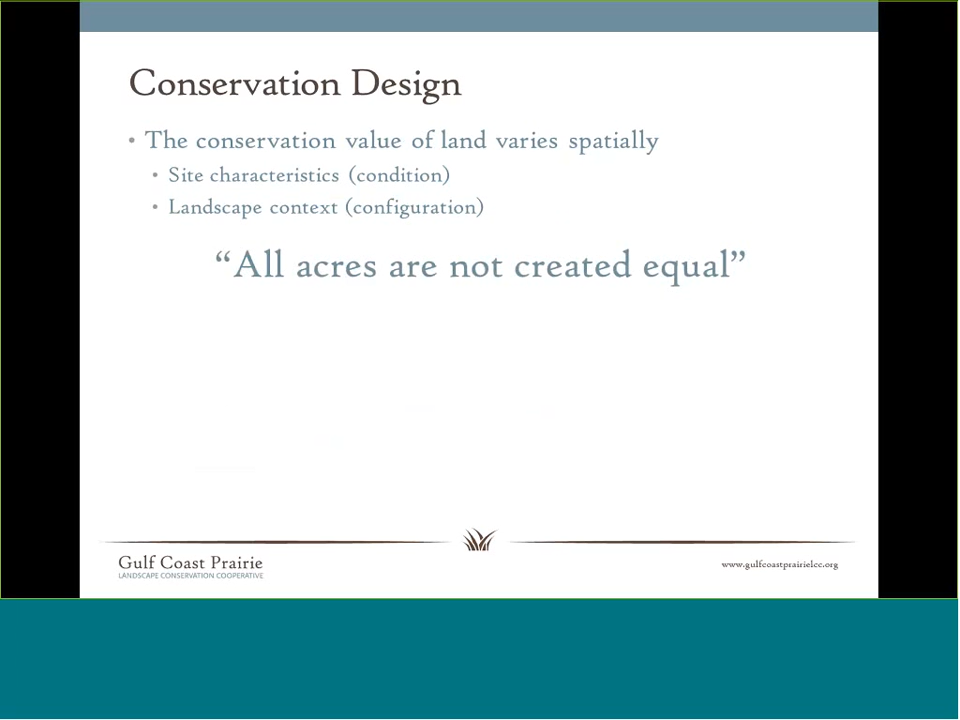 Conservation Design
• The conservation value of land varies spatially
• Site characteristics (condition)
• Landscape context (configuration)
“All acres are not created equal”
Gulf Coast Prairie
LANDSCAPE CONSERVATION COOPERATIVE
www.gulfcoastprairielcc.org